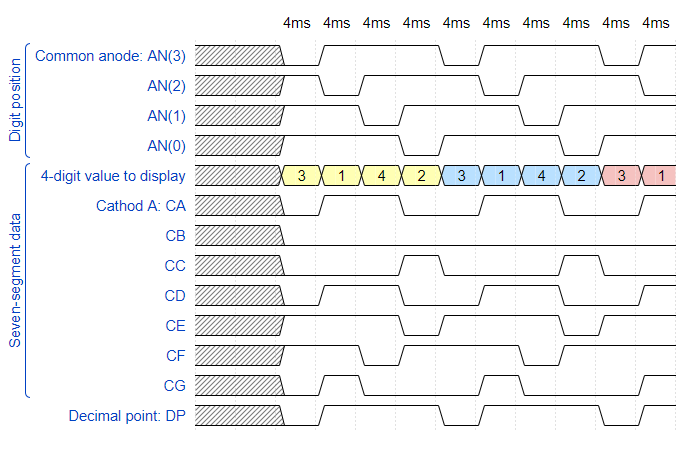 4ms 4ms 4ms 4ms 4ms 4ms 4ms 4ms 4ms 4ms
Digit position
Common anode: AN(3)
AN(2)
AN(1)
AN(0)
Seven-segment data
4-digit value to display 3 1 4 2 3 1 4 2 3 1
Cathod A: CA
CB
CC
CD
CE
CF
CG
Decimal point: DP